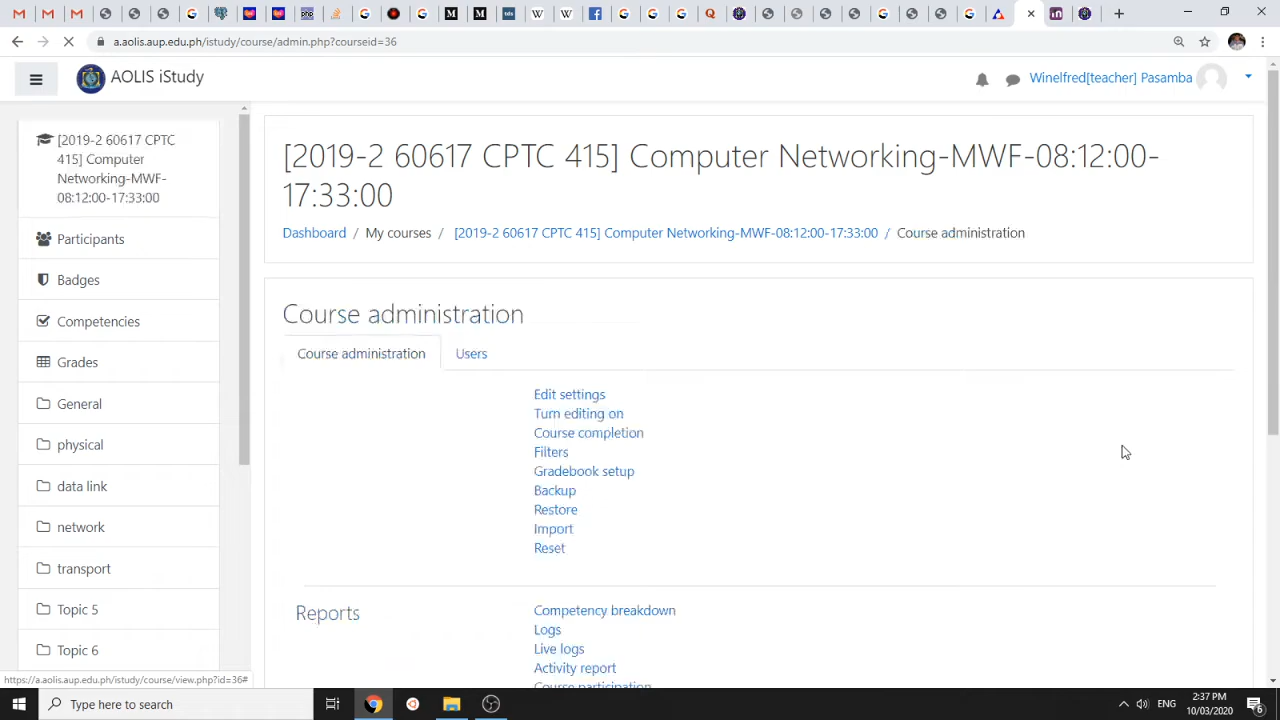 a.aolis.aup.edu.ph/istudy/course/admin.php?courseid=36
AOLIS iStudy
Winelfred[teacher] Pasamba
[2019-2 60617 CPTC
415] Computer
Networking-MWF-
08:12:00-17:33:00
Participants
Badges
Competencies
Grades
General
physical
data link
network
transport
Topic 5
Topic 6
[2019-2 60617 CPTC 415] Computer Networking-MWF-08:12:00-
17:33:00
Dashboard / My courses / [2019-2 60617 CPTC 415] Computer Networking-MWF-08:12:00-17:33:00 / Course administration
Course administration
Course administration Users
Edit settings
Turn editing on
Course completion
Filters
Gradebook setup
Backup
Restore
Import
Reset
Reports
Competency breakdown
Logs
Live logs
Activity report
Course participation
https://a.aolis.aup.edu.ph/istudy/course/view.php?id=36#
Type here to search
ENG
2:37 PM
10/03/2020
6